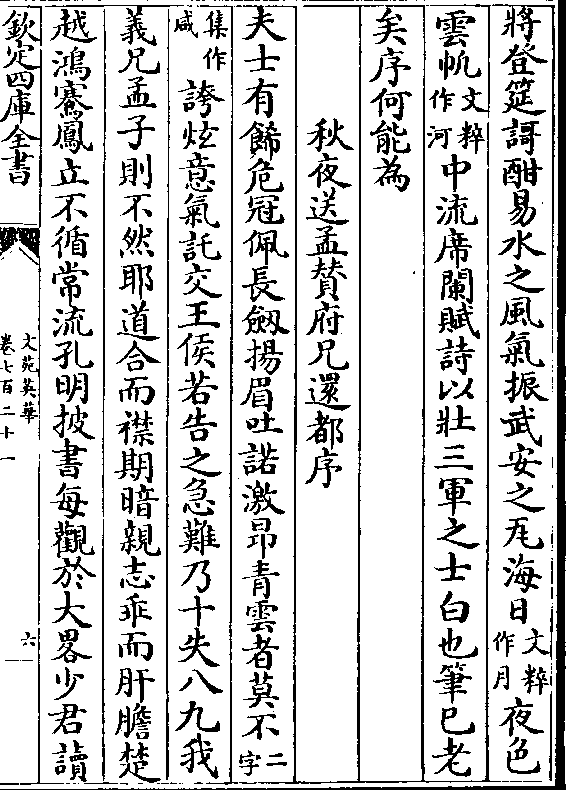 將登筵謌酣易水之風氣振武安之瓦海日文粹作月夜色
雲帆文粹作河中流席闌賦詩以壯三軍之士白也筆已老
矣序何能為
秋夜送孟贊府兄還都序
夫士有餙危冠佩長劔揚眉吐諾激昂青雲者莫不二字
集作咸誇炫意氣託交王侯若告之急難乃十失八九我
義兄孟子則不然耶道合而襟期暗親志乖而肝膽楚
越鴻騫鳳立不循常流孔明披書每觀於大畧少君讀
欽定四庫全書
文苑英華
卷七百二十一
六